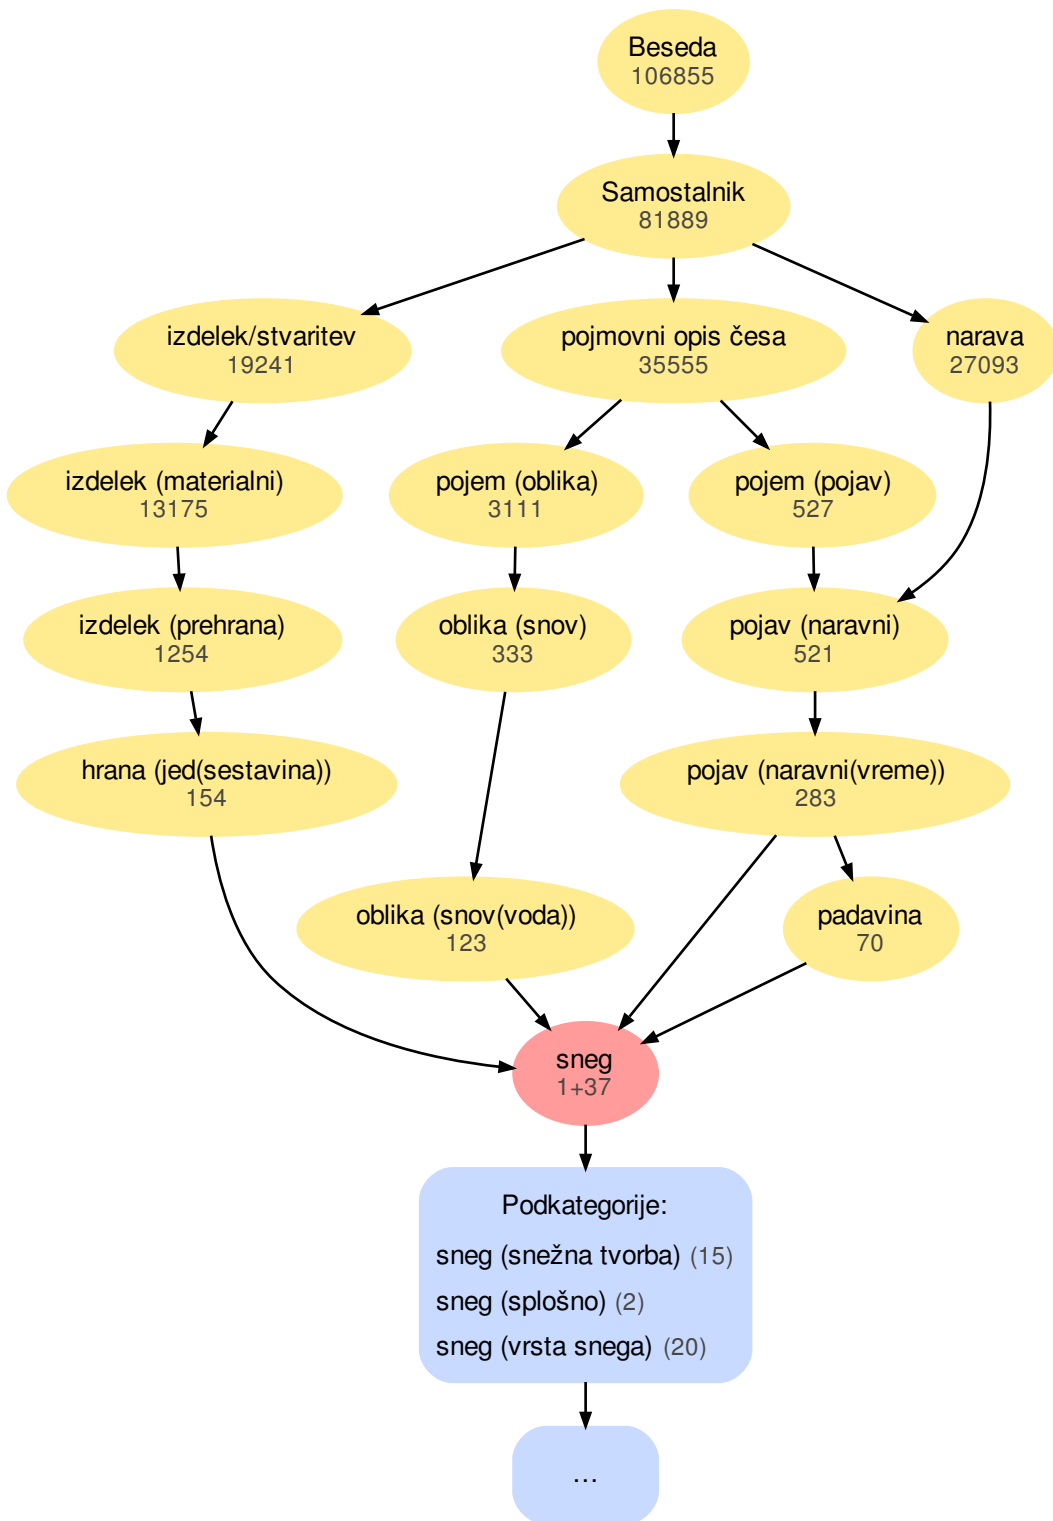 Beseda
106855
Samostalnik
81889
izdelek/stvaritev
19241
pojmovni opis česa
35555
narava
27093
izdelek (materialni)
13175
pojem (oblika)
3111
pojem (pojav)
527
izdelek (prehrana)
1254
oblika (snov)
333
pojav (naravni)
521
hrana (jed(sestavina))
154
pojav (naravni(vreme))
283
oblika (snov(voda))
123
padavina
70
sneg
1+37
Podkategorije:
sneg (snežna tvorba) (15)
sneg (splošno) (2)
sneg (vrsta snega) (20)
...